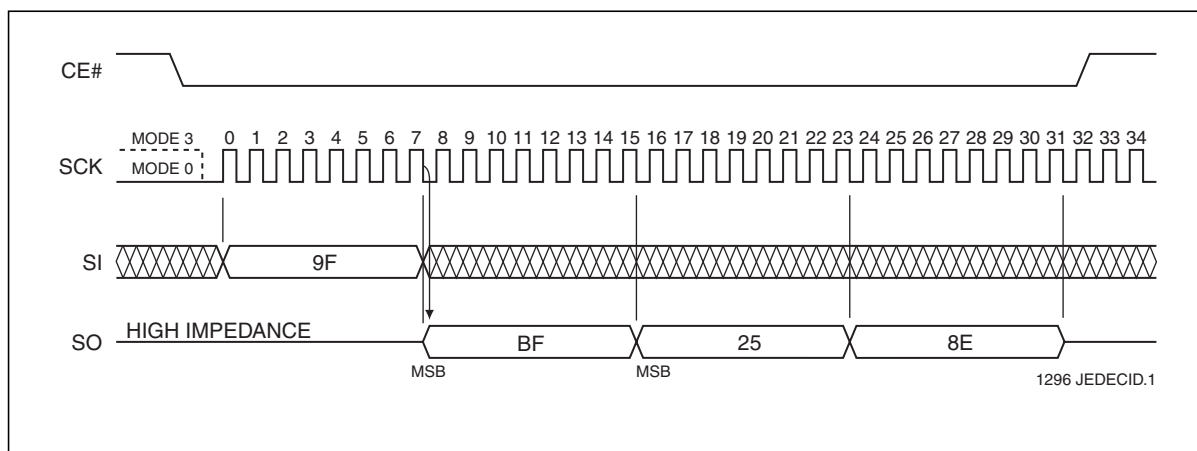 CE#
MODE 3
0 1 2 3 4 5 6 7 8 9 10 11 12 13 14 15 16 17 18 19 20 21 22 23 24 25 26 27 28 29 30 31 32 33 34
SCK
MODE 0
SI
9F
HIGH IMPEDANCE
SO
BF
25
8E
MSB
MSB
1296 JEDECID.1